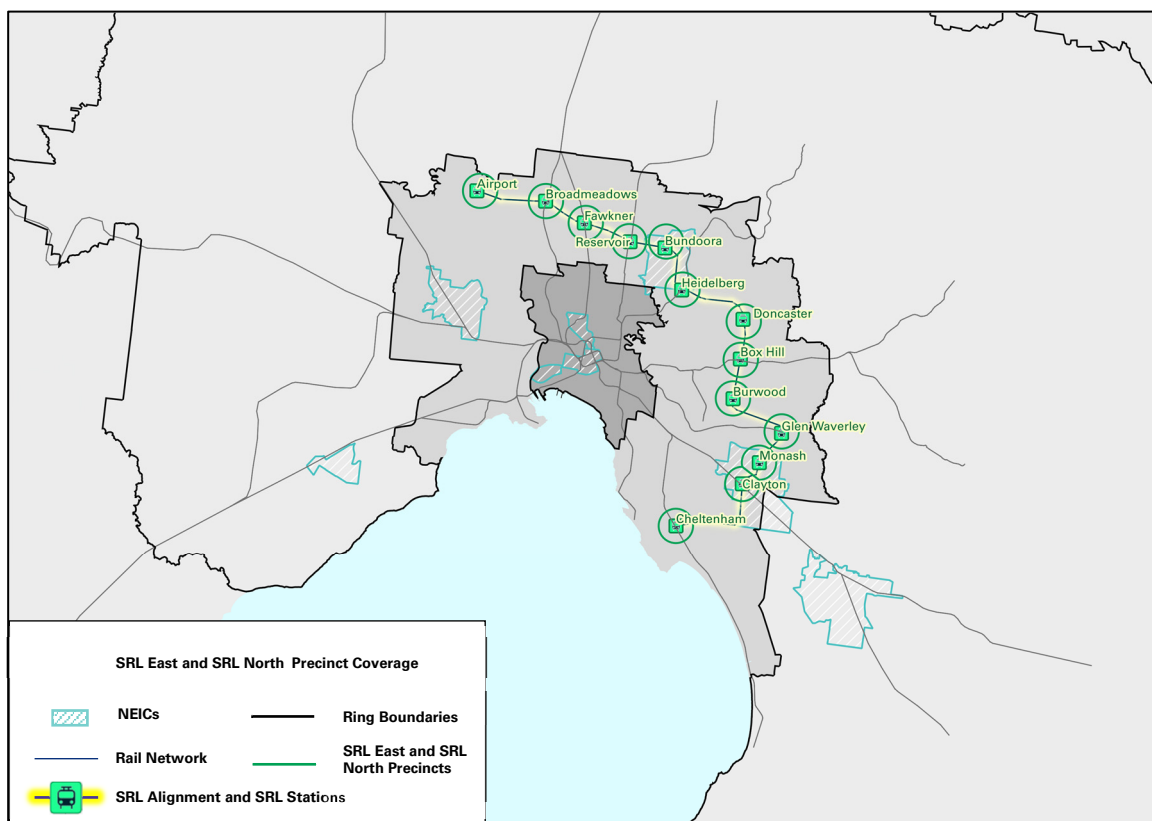 Airport
Broadmeadows
Fawkner
Reservoir
Bundoora
Heidelberg
Doncaster
Box Hill
Burwood
Glen Waverley
Monash
Clayton
Cheltenham
SRL East and SRL North Precinct Coverage
NEICs
Ring Boundaries
Rail Network
SRL East and SRL
North Precincts
SRL Alignment and SRL Stations